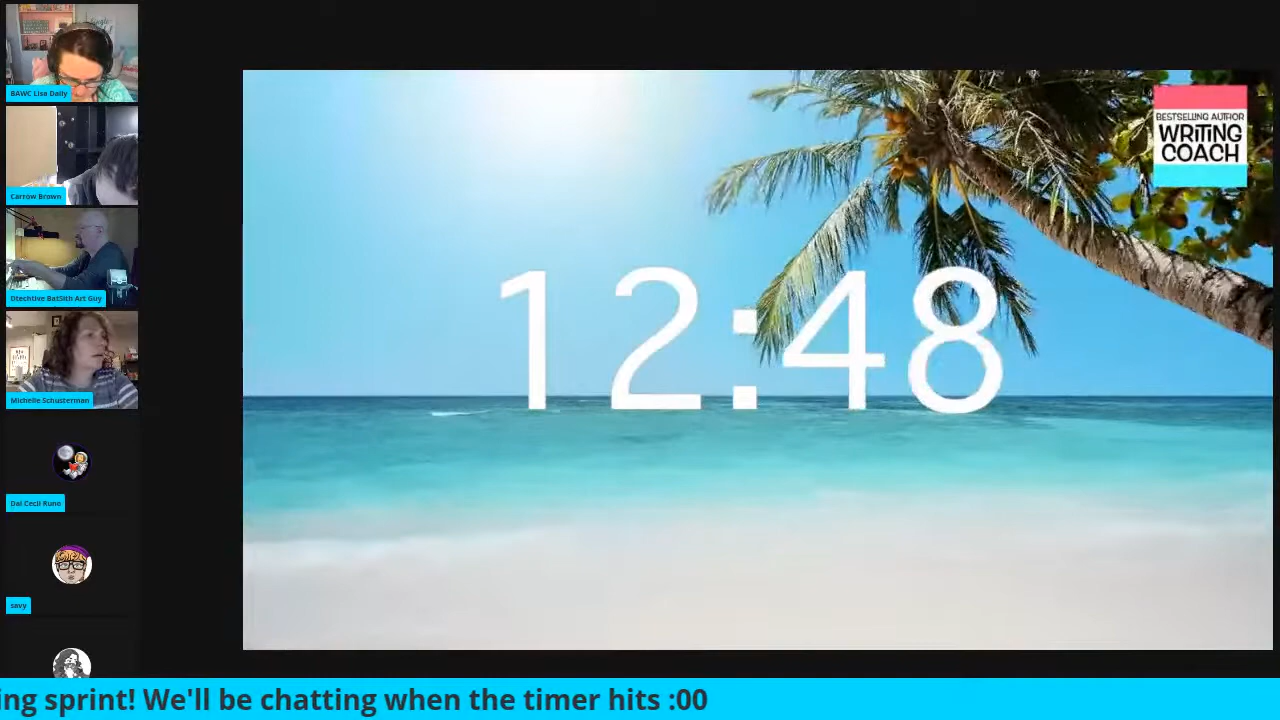 BAWC Lisa Daily
Carrow Brown
Dtechtive BatSith Art Guy
Michelle Schusterman
Dal Cecil Runo
savy
BESTSELLING AUTHOR
WRITING
COACH
12:48
ing sprint! We'll be chatting when the timer hits :00